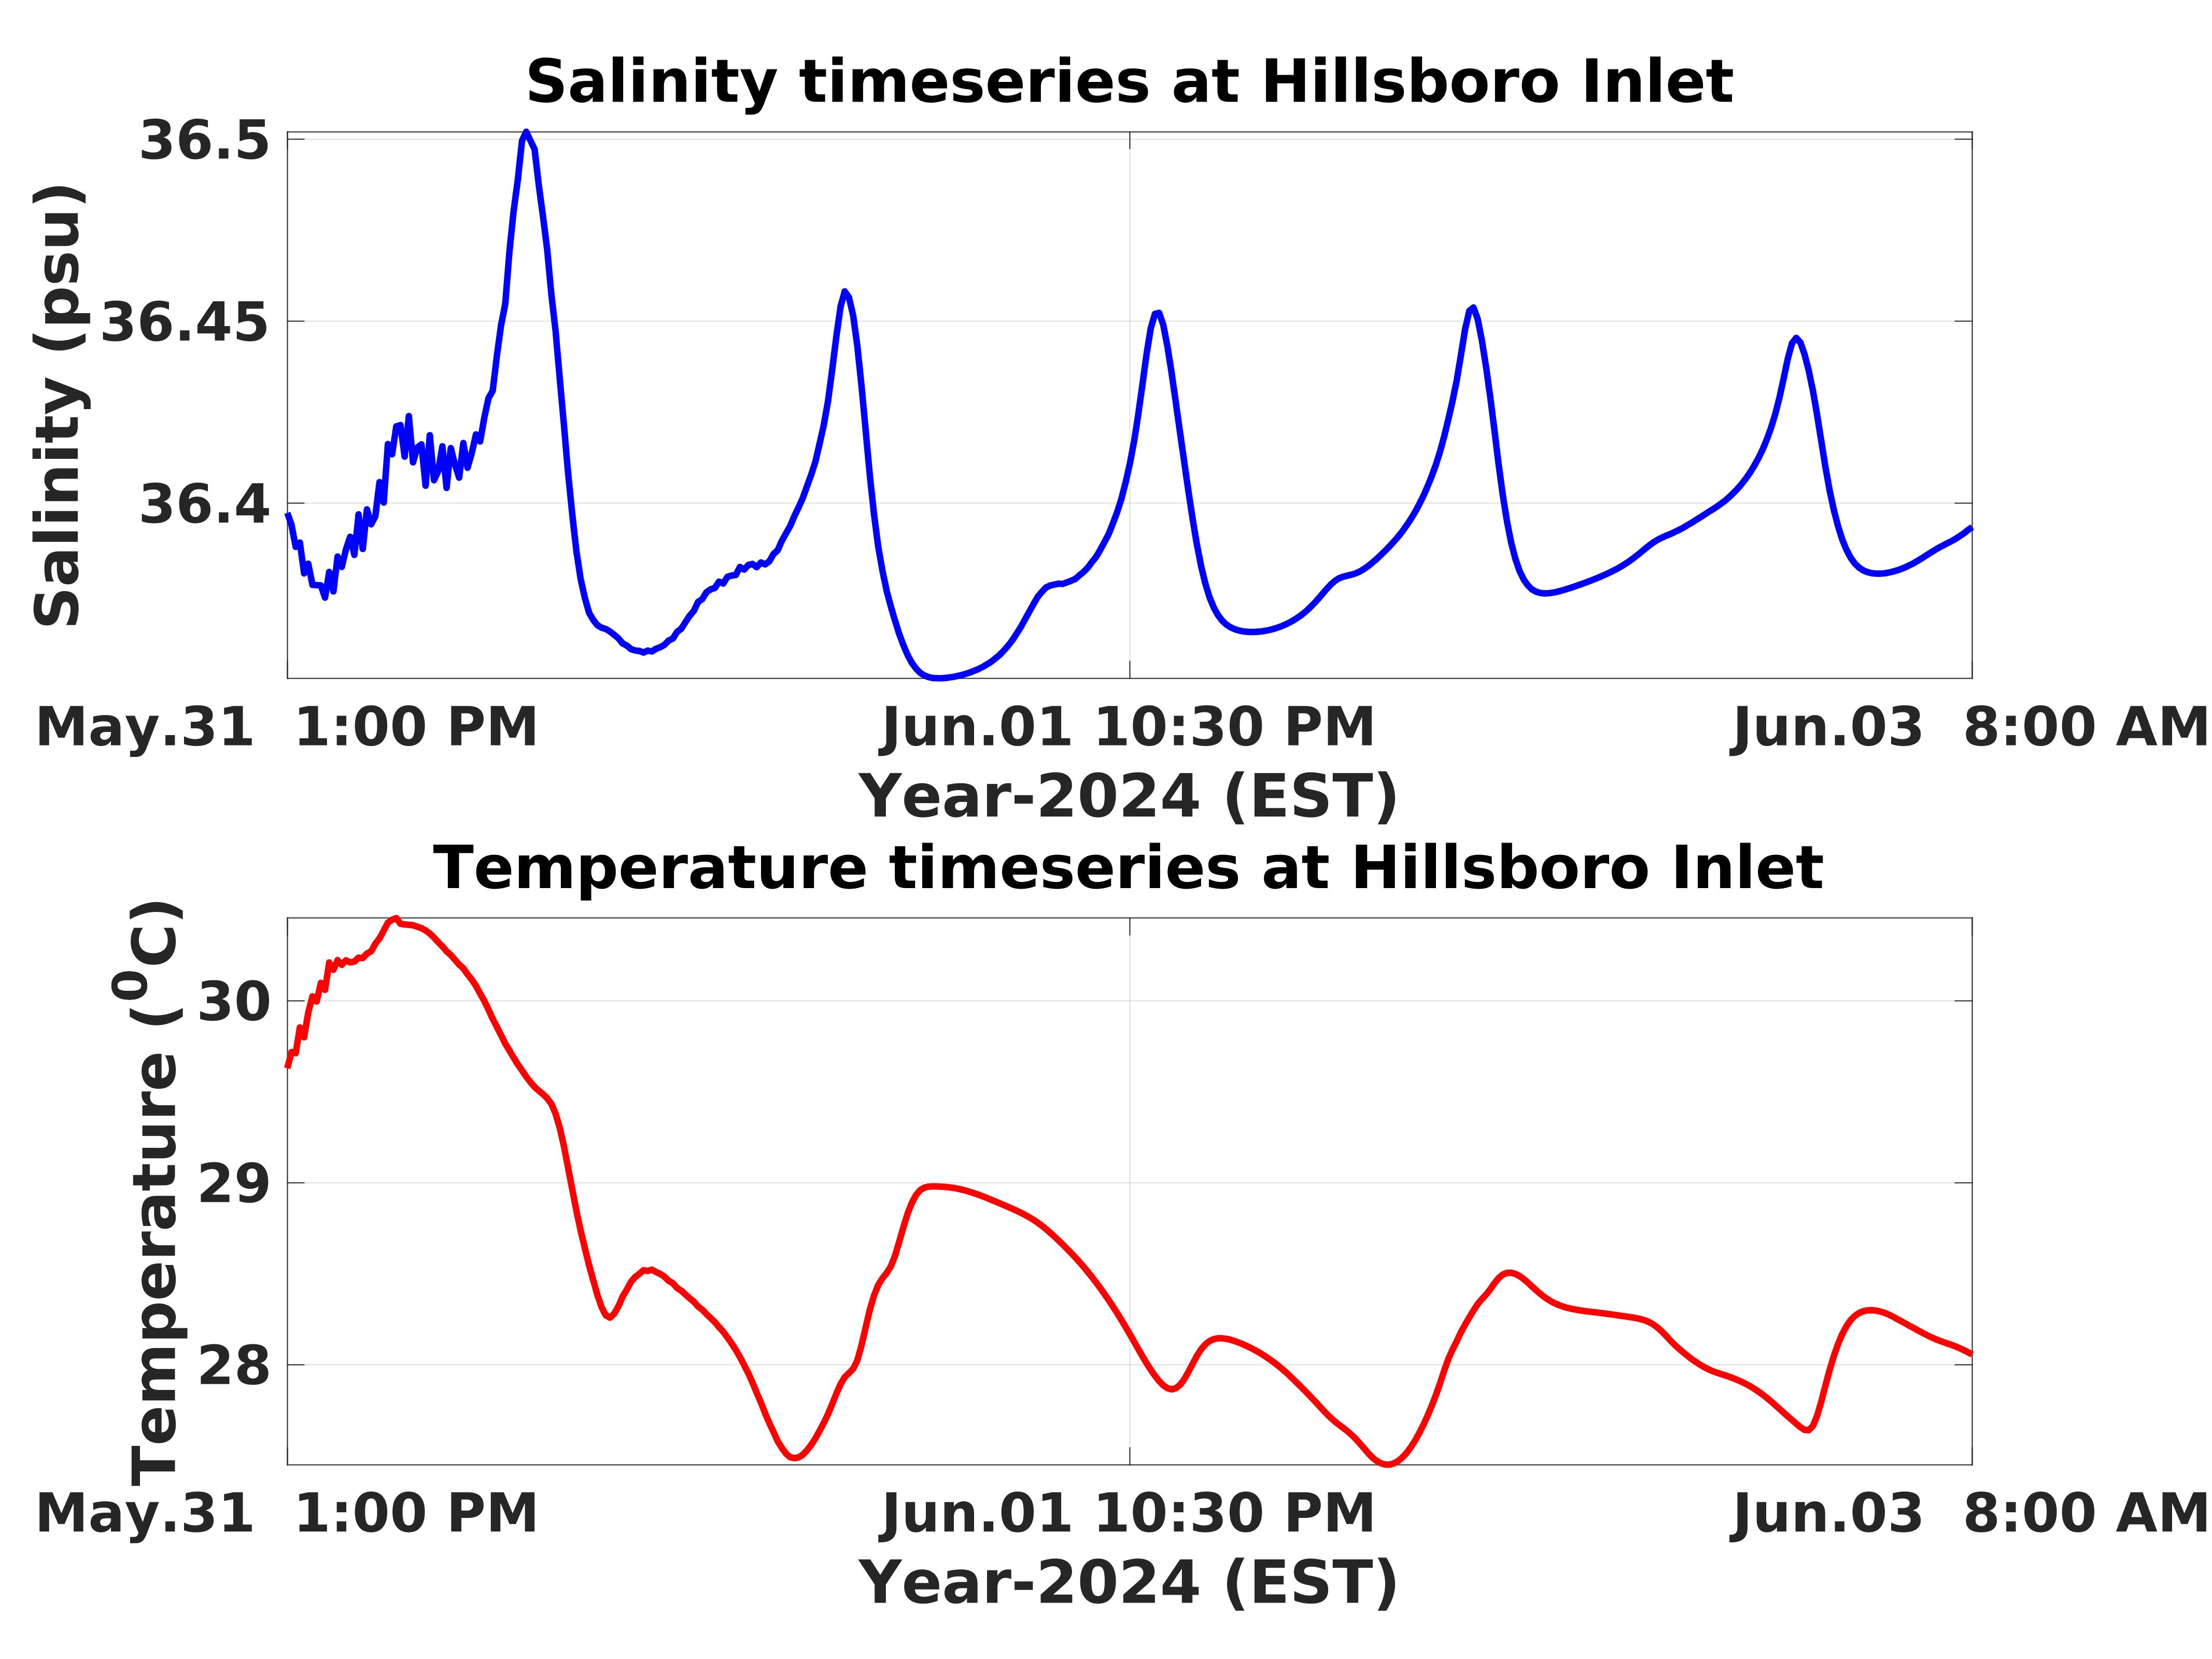 Salinity timeseries at Hillsboro Inlet
Salinity (psu)
36.5
36.45
36.4
May.31  1:00 PM
Jun.01 10:30 PM
Jun.03  8:00 AM
Year-2024 (EST)
Temperature timeseries at Hillsboro Inlet
Temperature (⁰C)
30
29
28
May.31  1:00 PM
Jun.01 10:30 PM
Jun.03  8:00 AM
Year-2024 (EST)